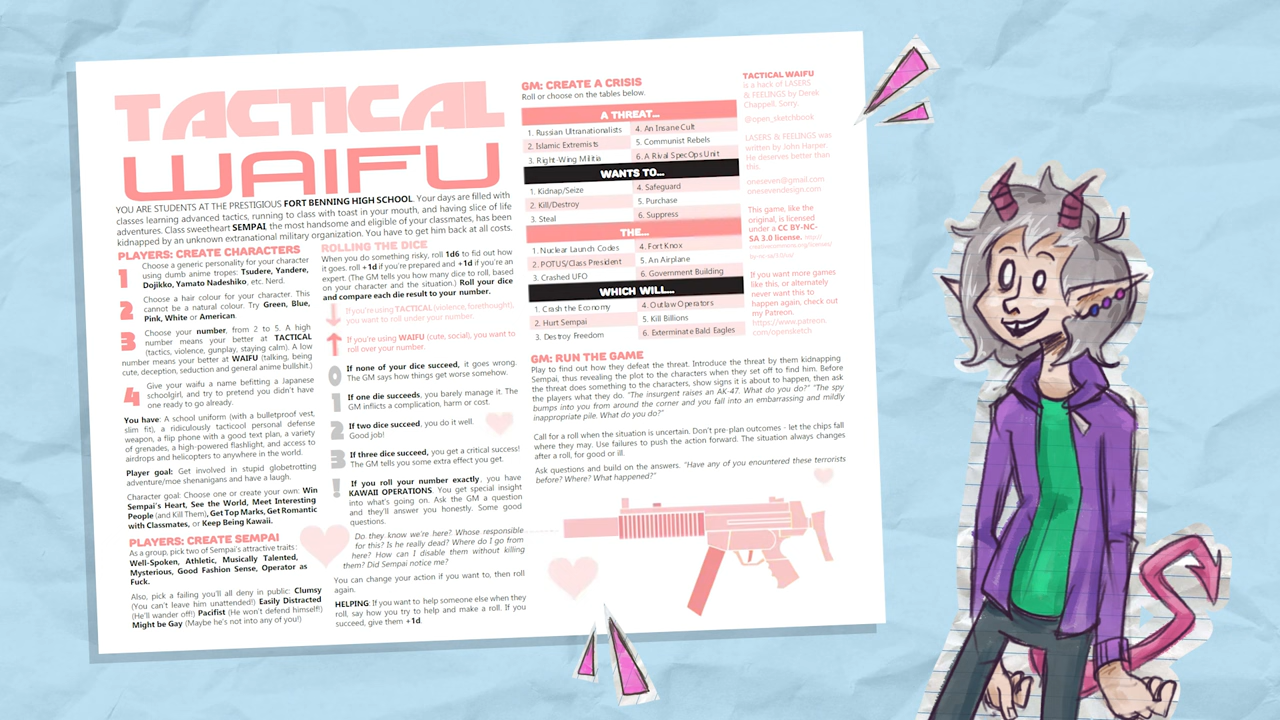 TACTICAL
WAIFU
YOU ARE STUDENTS AT THE PRESTIGIOUS FORT BENNING HIGH SCHOOL. Your days are filled with
classes learning advanced tactics, running to class with toast in your mouth, and having slice of life
adventures. Class sweetheart SEMPAI, the most handsome and eligible of your classmates, has been
kidnapped by an unknown extranational military organization. You have to get him back at all costs.
PLAYERS: CREATE CHARACTERS
1 Choose a generic personality for your character
using dumb anime tropes: Tsudere, Yandere,
Dojikko, Yamato Nadeshiko, etc. Nerd.
2 Choose a hair colour for your character. This
cannot be a natural colour. Try Green, Blue,
Pink, White or American.
3 Choose your number, from 2 to 5. A high
number means your better at TACTICAL
(tactics, violence, gunplay, staying calm). A low
number means your better at WAIFU (talking, being
cute, deception, seduction and general anime bullshit.)
4 Give your waifu a name befitting a Japanese
schoolgirl, and try to pretend you didn't have
one ready to go already.
You have: A school uniform (with a bulletproof vest,
slim fit), a ridiculously tacticool personal defense
weapon, a flip phone with a good text plan, a variety
of grenades, a high-powered flashlight, and access to
airdrops and helicopters to anywhere in the world.
Player goal: Get involved in stupid globetrotting
adventure/moe shenanigans and have a laugh.
Character goal: Choose one or create your own: Win
Sempai's Heart, See the World, Meet Interesting
People (and Kill Them), Get Top Marks, Get Romantic
with Classmates, or Keep Being Kawaii.
PLAYERS: CREATE SEMPAI
As a group, pick two of Sempai's attractive traits:
Well-Spoken, Athletic, Musically Talented,
Mysterious, Good Fashion Sense, Operator as
Fuck.
Also, pick a failing you'll all deny in public: Clumsy
(You can't leave him unattended!) Easily Distracted
(He'll wander off!) Pacifist (He won't defend himself!)
Might be Gay (Maybe he's not into any of you!)
ROLLING THE DICE
When you do something risky, roll 1d6 to fid out how
it goes. roll +1d if you're prepared and +1d if you're an
expert. (The GM tells you how many dice to roll, based
on your character and the situation.) Roll your dice
and compare each die result to your number.
If you're using TACTICAL (violence, forethought),
you want to roll under your number.
If you're using WAIFU (cute, social), you want to
roll over your number.
0 If none of your dice succeed, it goes wrong.
The GM says how things get worse somehow.
1 If one die succeeds, you barely manage it. The
GM inflicts a complication, harm or cost.
2 If two dice succeed, you do it well.
Good job!
3 If three dice succeed, you get a critical success!
The GM tells you some extra effect you get.
! If you roll your number exactly, you have
KAWAII OPERATIONS. You get special insight
into what's going on. Ask the GM a question
and they'll answer you honestly. Some good
questions:
Do they know we're here? Whose responsible
for this? Is he really dead? Where do I go from
here? How can I disable them without killing
them? Did Sempai notice me?
You can change your action if you want to, then roll
again.
HELPING: If you want to help someone else when they
roll, say how you try to help and make a roll. If you
succeed, give them +1d.
GM: CREATE A CRISIS
Roll or choose on the tables below.
A THREAT...
1. Russian Ultranationalists 4. An Insane Cult
2. Islamic Extremists 5. Communist Rebels
3. Right-Wing Militia 6. A Rival SpecOps Unit
WANTS TO...
1. Kidnap/Seize 4. Safeguard
2. Kill/Destroy 5. Purchase
3. Steal 6. Suppress
THE...
1. Nuclear Launch Codes 4. Fort Knox
2. POTUS/Class President 5. An Airplane
3. Crashed UFO 6. Government Building
WHICH WILL...
1. Crash the Economy 4. Outlaw Operators
2. Hurt Sempai 5. Kill Billions
3. Destroy Freedom 6. Exterminate Bald Eagles
GM: RUN THE GAME
Play to find out how they defeat the threat. Introduce the threat by them kidnapping
Sempai, thus revealing the plot to the characters when they set off to find him. Before
the threat does something to the characters, show signs it is about to happen, then ask
the players what they do. "The insurgent raises an AK-47. What do you do?" "The spy
bumps into you from around the corner and you fall into an embarrassing and mildly
inappropriate pile. What do you do?"
Call for a roll when the situation is uncertain. Don't pre-plan outcomes - let the chips fall
where they may. Use failures to push the action forward. The situation always changes
after a roll, for good or ill.
Ask questions and build on the answers. "Have any of you encountered these terrorists
before? Where? What happened?"
TACTICAL WAIFU
is a hack of LASERS
& FEELINGS by Derek
Chappell. Sorry.
@open_sketchbook
LASERS & FEELINGS was
written by John Harper.
He deserves better than
this.
oneseven@gmail.com
onesevendesign.com
This game, like the
original, is licensed
under a CC BY-NC-
SA 3.0 license.
If you want more games
like this, or alternately
never want this to
happen again, check out
my Patreon.
https://www.patreon.
com/opensketch